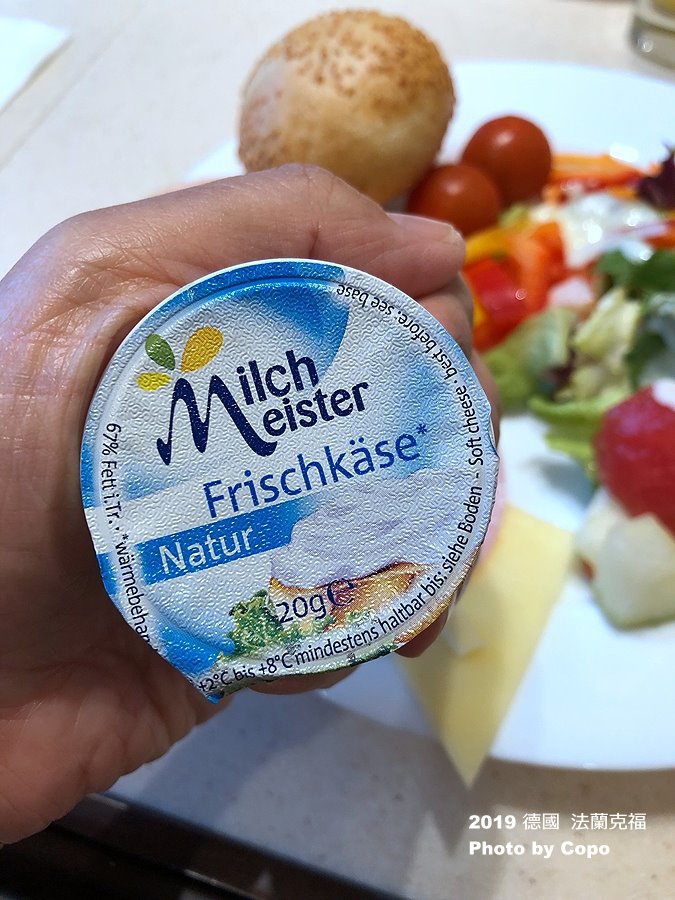 Milch
Meister
Frischkäse*
Natur
20g ℮
67% Fett i.Tr. · *wärmebehan
+2°C bis +8°C mindestens haltbar bis: siehe Boden - Soft cheese · best before: see base
2019 德國 法蘭克福
Photo by Copo